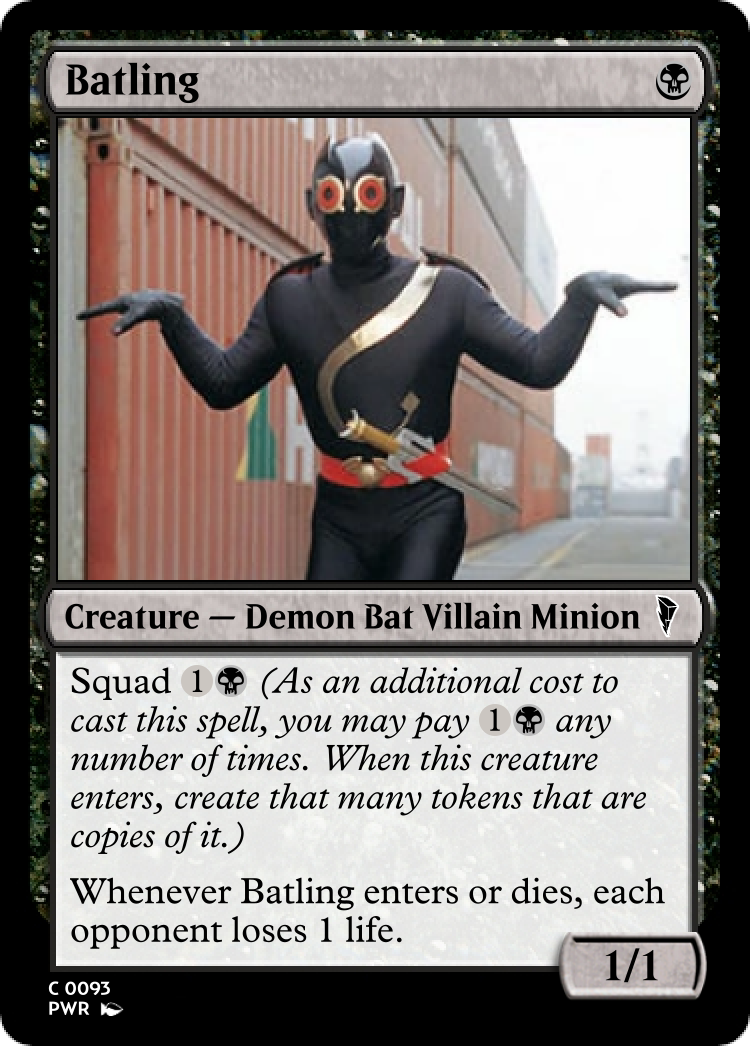 Batling
Creature — Demon Bat Villain Minion
Squad 1 (As an additional cost to
cast this spell, you may pay 1 any
number of times. When this creature
enters, create that many tokens that are
copies of it.)
Whenever Batling enters or dies, each
opponent loses 1 life.
1/1
C 0093
PWR